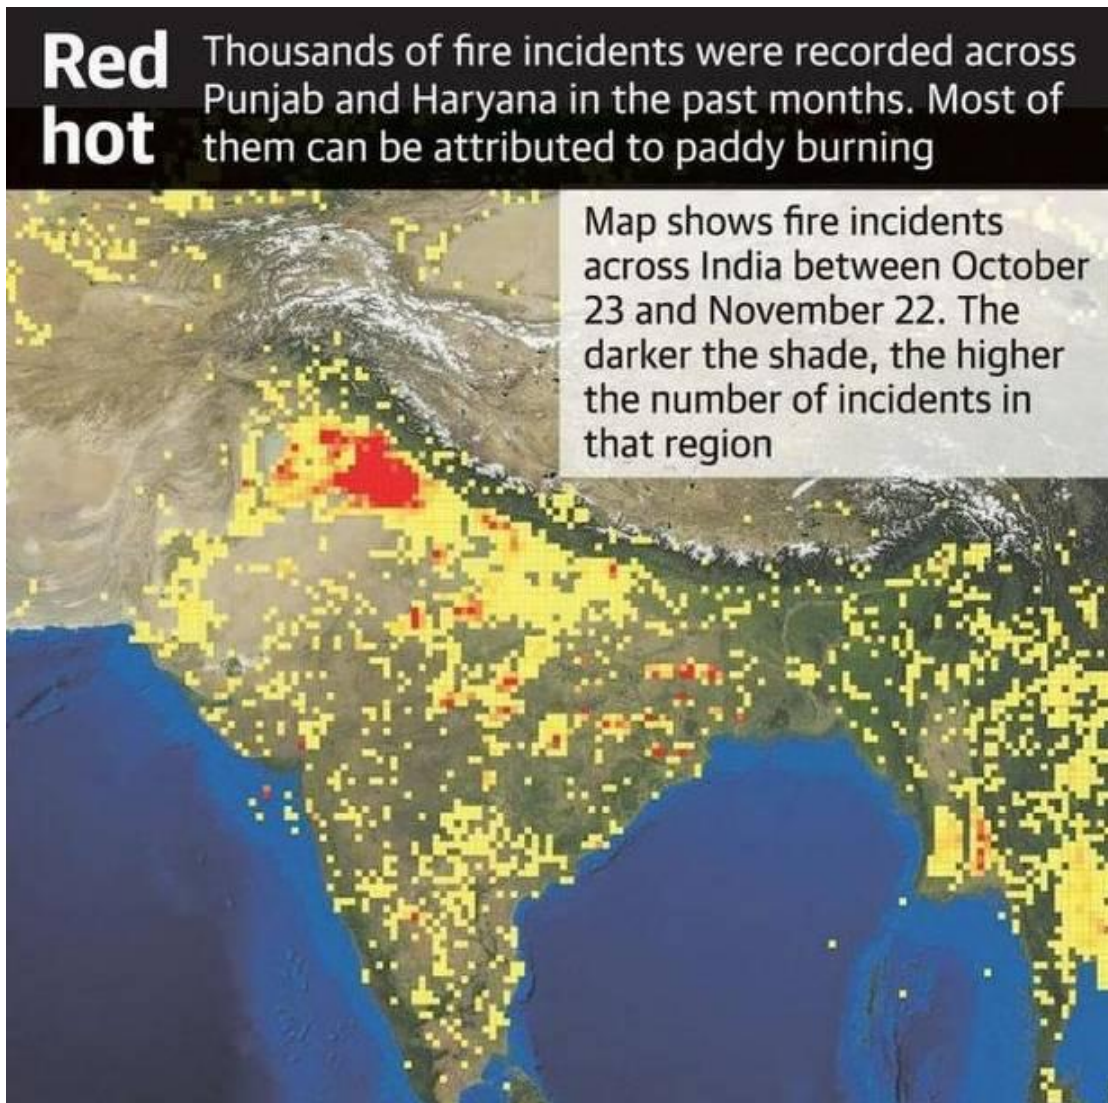 Red
hot
Thousands of fire incidents were recorded across
Punjab and Haryana in the past months. Most of
them can be attributed to paddy burning
Map shows fire incidents
across India between October
23 and November 22. The
darker the shade, the higher
the number of incidents in
that region